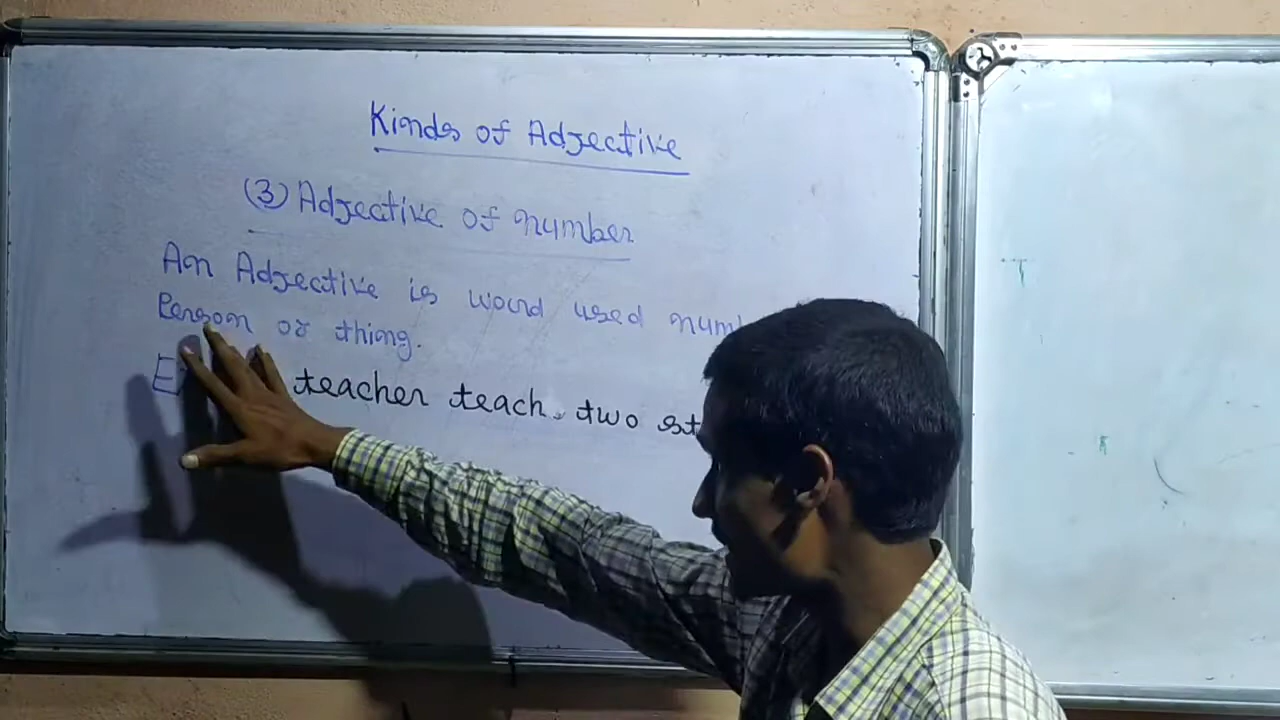 Kinds of Adjective
(3) Adjective of number
An Adjective is word used
Person or thing.
teacher teach. two